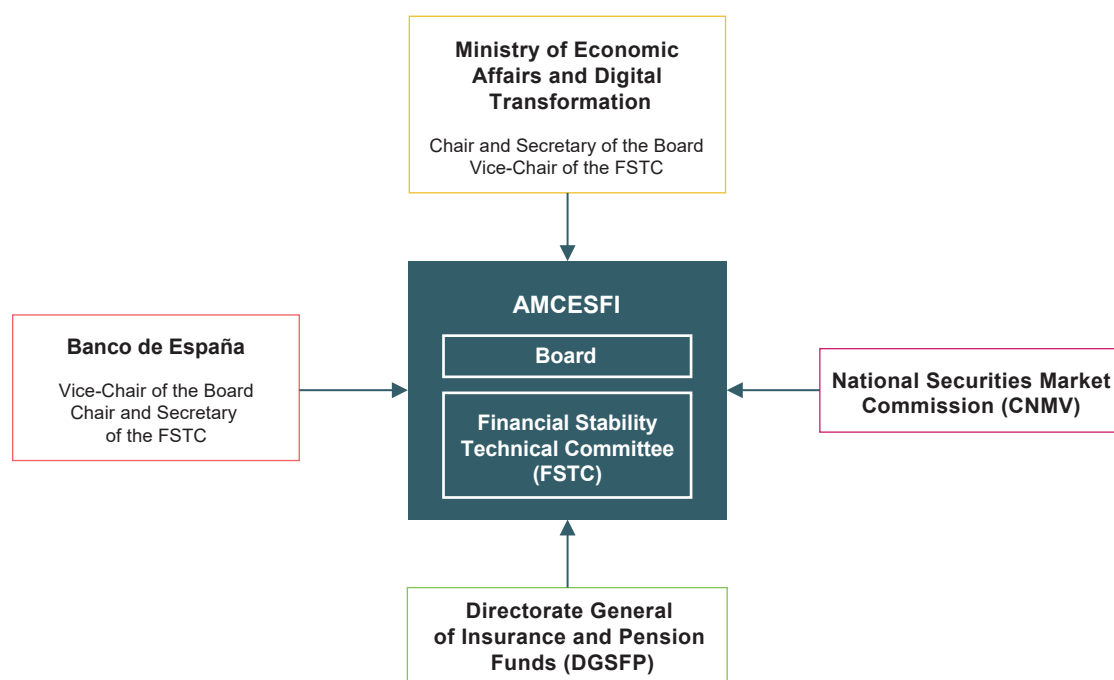 Ministry of Economic
Affairs and Digital
Transformation
Chair and Secretary of the Board
Vice-Chair of the FSTC
AMCESFI
Board
Financial Stability
Technical Committee
(FSTC)
Banco de España
Vice-Chair of the Board
Chair and Secretary
of the FSTC
National Securities Market
Commission (CNMV)
Directorate General
of Insurance and Pension
Funds (DGSFP)